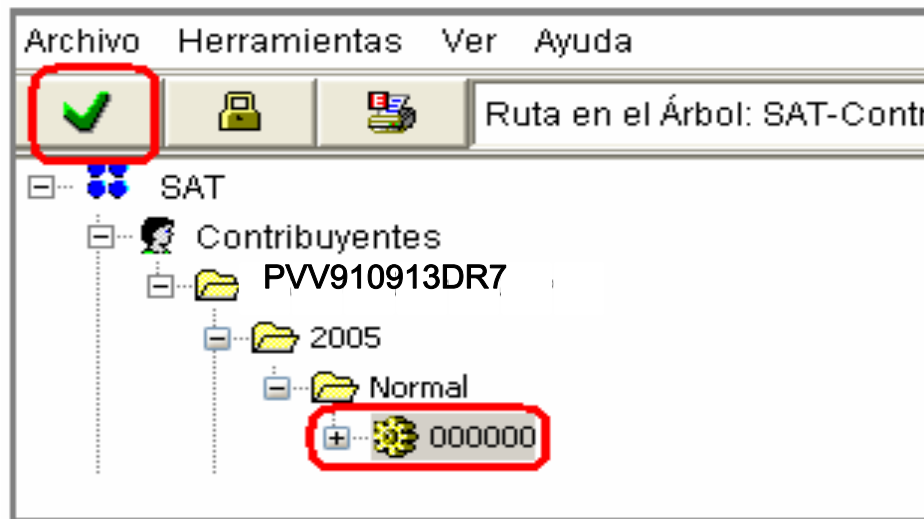 Archivo Herramientas Ver Ayuda
Ruta en el Árbol: SAT-Contr
SAT
Contribuyentes
PVV910913DR7
2005
Normal
000000